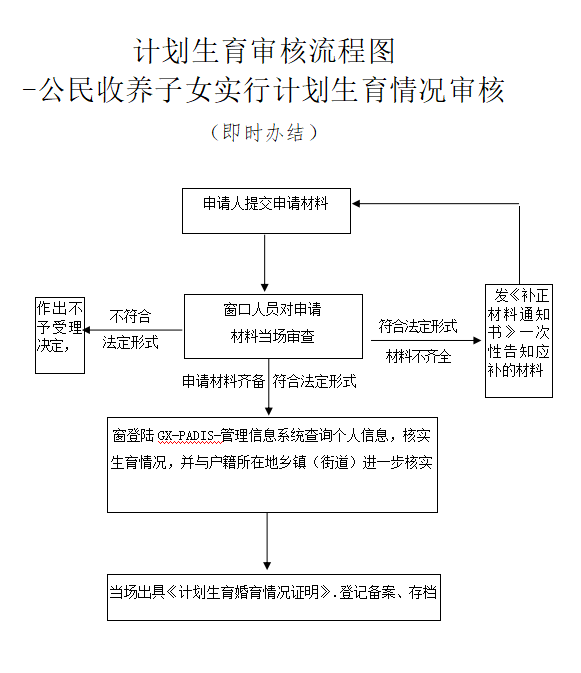 计划生育审核流程图
-公民收养子女实行计划生育情况审核
（即时办结）
申请人提交申请材料
作出不
予受理
决定，
不符合
法定形式
窗口人员对申请
材料当场审查
符合法定形式
材料不齐全
发《补正
材料通知
书》一次
性告知应
补的材料
申请材料齐备 符合法定形式
窗登陆 GX-PADIS-管理信息系统查询个人信息，核实
生育情况，并与户籍所在地乡镇（街道）进一步核实
当场出具《计划生育婚育情况证明》.登记备案、存档